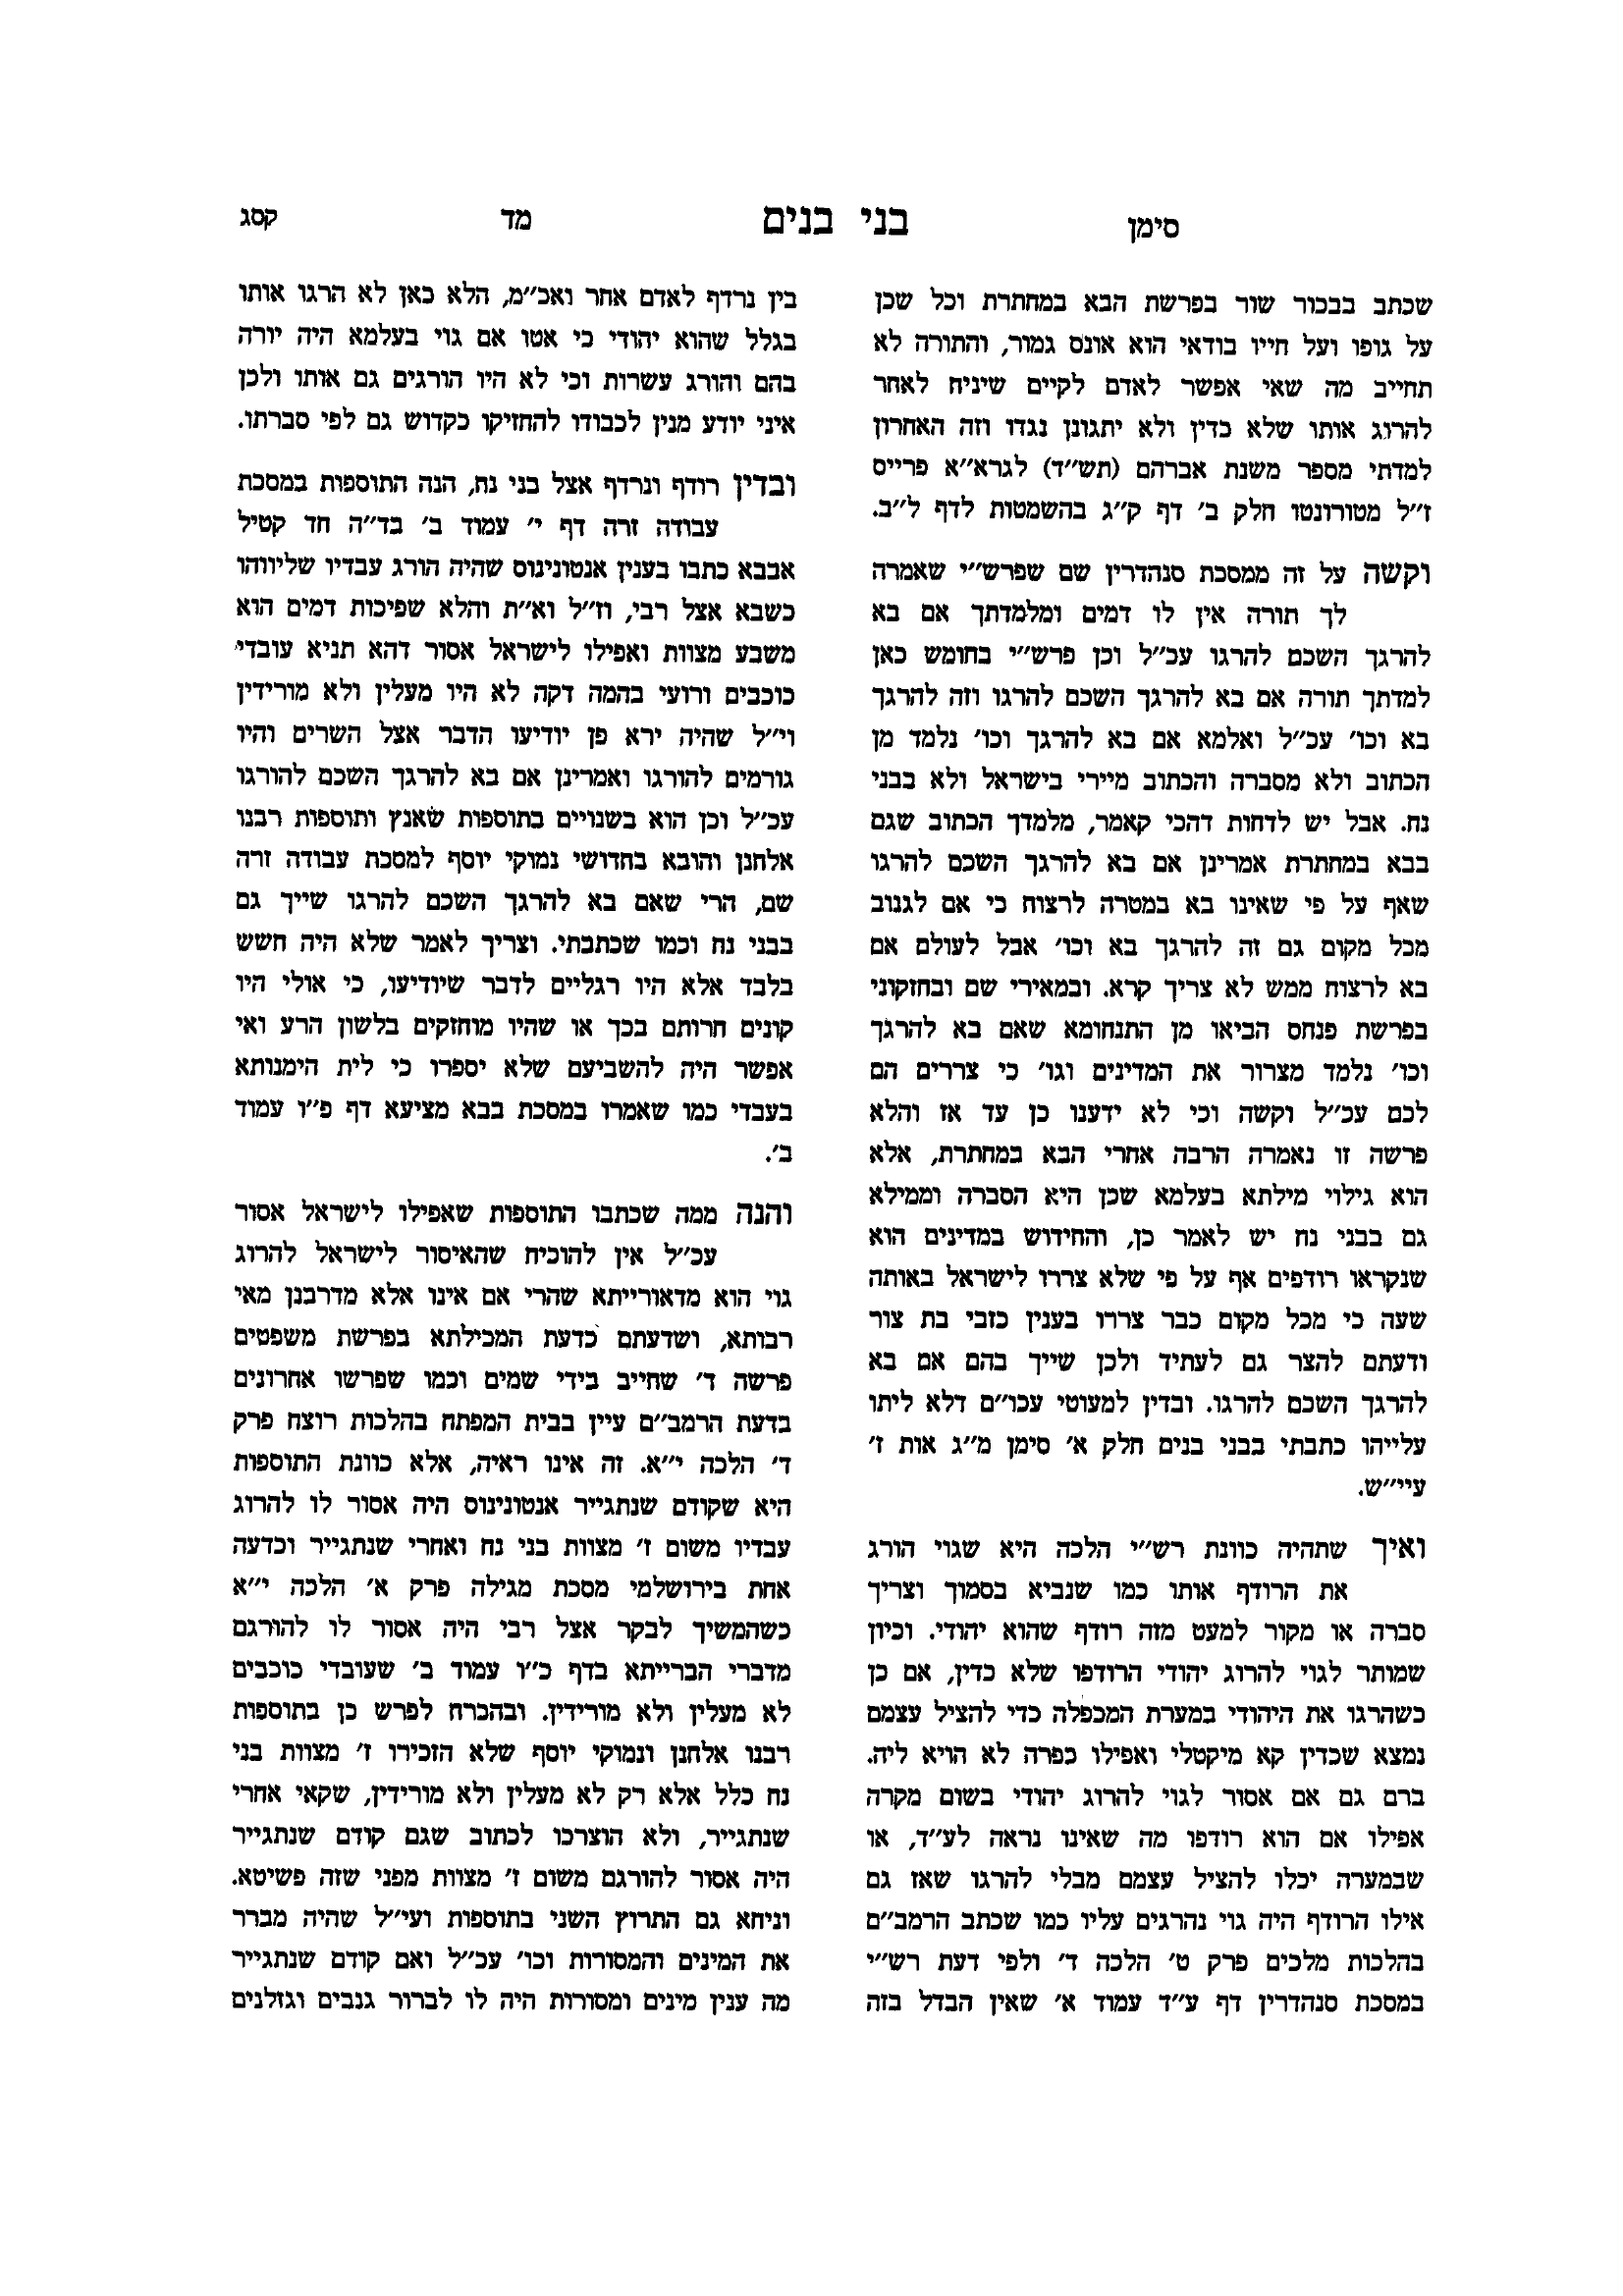 סימן בני בנים מד קסג
שכתב בבכור שור בפרשת הבא במחתרת וכל שכן
על גופו ועל חייו בודאי הוא אונס גמור, והתורה לא
תחייב מה שאי אפשר לאדם לקיים שיניח לאחר
להרוג אותו שלא כדין ולא יתגונן נגדו וזה האחרון
למדתי מספר משנת אברהם (תש״ד) לגרא״א פרייס
ז״ל מטורונטו חלק ב׳ דף ק״ג בהשמטות לדף ל״ב.
וקשה על זה ממסכת סנהדרין שם שפרש״י שאמרה
לך תורה אין לו דמים ומלמדתך אם בא
להרגך השכם להרגו עכ״ל וכן פרש״י בחומש כאן
למדתך תורה אם בא להרגך השכם להרגו וזה להרגך
בא וכו׳ עכ״ל ואלמא אם בא להרגך וכו׳ נלמד מן
הכתוב ולא מסברה והכתוב מיירי בישראל ולא בבני
נח. אבל יש לדחות דהכי קאמר, מלמדך הכתוב שגם
בבא במחתרת אמרינן אם בא להרגך השכם להרגו
שאף על פי שאינו בא במטרה לרצוח כי אם לגנוב
מכל מקום גם זה להרגך בא וכו׳ אבל לעולם אם
בא לרצוח ממש לא צריך קרא. ובמאירי שם ובחזקוני
בפרשת פנחס הביאו מן התנחומא שאם בא להרגך
וכו׳ נלמד מצרור את המדינים וגו׳ כי צררים הם
לכם עכ״ל וקשה וכי לא ידענו כן עד אז והלא
פרשה זו נאמרה הרבה אחרי הבא במחתרת, אלא
הוא גילוי מילתא בעלמא שכן היא הסברה וממילא
גם בבני נח יש לאמר כן, והחידוש במדינים הוא
שנקראו רודפים אף על פי שלא צררו לישראל באותה
שעה כי מכל מקום כבר צררו בענין כזבי בת צור
ודעתם להצר גם לעתיד ולכן שייך בהם אם בא
להרגך השכם להרגו. ובדין למעוטי עכו״ם דלא ליתו
עלייהו כתבתי בבני בנים חלק א׳ סימן מ״ג אות ז׳
עיי״ש.
ואיך שתהיה כוונת רש״י הלכה היא שגוי הורג
את הרודף אותו כמו שנביא בסמוך וצריך
סברה או מקור למעט מזה רודף שהוא יהודי. וכיון
שמותר לגוי להרוג יהודי הרודפו שלא כדין, אם כן
כשהרגו את היהודי במערת המכפלה כדי להציל עצמם
נמצא שכדין קא מיקטלי ואפילו כפרה לא הויא ליה.
ברם גם אם אסור לגוי להרוג יהודי בשום מקרה
אפילו אם הוא רודפו מה שאינו נראה לע״ד, או
שבמערה יכלו להציל עצמם מבלי להרגו שאז גם
אילו הרודף היה גוי נהרגים עליו כמו שכתב הרמב״ם
בהלכות מלכים פרק ט׳ הלכה ד׳ ולפי דעת רש״י
במסכת סנהדרין דף ע״ד עמוד א׳ שאין הבדל בזה
בין נרדף לאדם אחר ואכ״מ, הלא כאן לא הרגו אותו
בגלל שהוא יהודי כי אטו אם גוי בעלמא היה יורה
בהם והורג עשרות וכי לא היו הורגים גם אותו ולכן
איני יודע מנין לכבודו להחזיקו כקדוש גם לפי סברתו.
ובדין רודף ונרדף אצל בני נח, הנה התוספות במסכת
עבודה זרה דף י׳ עמוד ב׳ בד״ה חד קטיל
אבבא כתבו בענין אנטונינוס שהיה הורג עבדיו שליווהו
כשבא אצל רבי, וז״ל וא״ת והלא שפיכות דמים הוא
משבע מצוות ואפילו לישראל אסור דהא תניא עובדי
כוכבים ורועי בהמה דקה לא היו מעלין ולא מורידין
וי״ל שהיה ירא פן יודיעו הדבר אצל השרים והיו
גורמים להורגו ואמרינן אם בא להרגך השכם להורגו
עכ״ל וכן הוא בשנויים בתוספות שאנץ ותוספות רבנו
אלחנן והובא בחדושי נמוקי יוסף למסכת עבודה זרה
שם, הרי שאם בא להרגך השכם להרגו שייך גם
בבני נח וכמו שכתבתי. וצריך לאמר שלא היה חשש
בלבד אלא היו רגליים לדבר שיודיעו, כי אולי היו
קונים חרותם בכך או שהיו מוחזקים בלשון הרע ואי
אפשר היה להשביעם שלא יספרו כי לית הימנותא
בעבדי כמו שאמרו במסכת בבא מציעא דף פ״ו עמוד
ב׳.
והנה ממה שכתבו התוספות שאפילו לישראל אסור
עכ״ל אין להוכיח שהאיסור לישראל להרוג
גוי הוא מדאורייתא שהרי אם אינו אלא מדרבנן מאי
רבותא, ושדעתם כדעת המכילתא בפרשת משפטים
פרשה ד׳ שחייב בידי שמים וכמו שפרשו אחרונים
בדעת הרמב״ם עיין בבית המפתח בהלכות רוצח פרק
ד׳ הלכה י״א. זה אינו ראיה, אלא כוונת התוספות
היא שקודם שנתגייר אנטונינוס היה אסור לו להרוג
עבדיו משום ז׳ מצוות בני נח ואחרי שנתגייר וכדעה
אחת בירושלמי מסכת מגילה פרק א׳ הלכה י״א
כשהמשיך לבקר אצל רבי היה אסור לו להורגם
מדברי הברייתא בדף כ״ו עמוד ב׳ שעובדי כוכבים
לא מעלין ולא מורידין. ובהכרח לפרש כן בתוספות
רבנו אלחנן ונמוקי יוסף שלא הזכירו ז׳ מצוות בני
נח כלל אלא רק לא מעלין ולא מורידין, שקאי אחרי
שנתגייר, ולא הוצרכו לכתוב שגם קודם שנתגייר
היה אסור להורגם משום ז׳ מצוות מפני שזה פשיטא.
וניחא גם התרוץ השני בתוספות ועי״ל שהיה מברר
את המינים והמסורות וכו׳ עכ״ל ואם קודם שנתגייר
מה ענין מינים ומסורות היה לו לברור גנבים וגזלנים